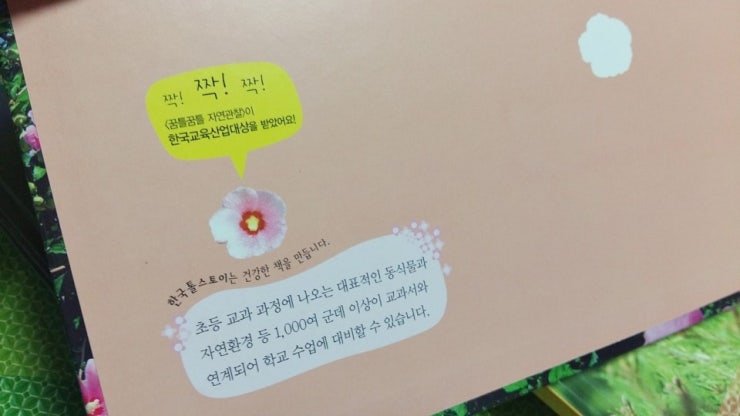 짝! 짝! 짝!
〈꿈틀꿈틀 자연관찰〉이
한국교육산업대상을 받았어요!
한국톨스토이는 건강한 책을 만듭니다.
초등 교과 과정에 나오는 대표적인 동식물과
자연환경 등 1,000여 군데 이상이 교과서와
연계되어 학교 수업에 대비할 수 있습니다.